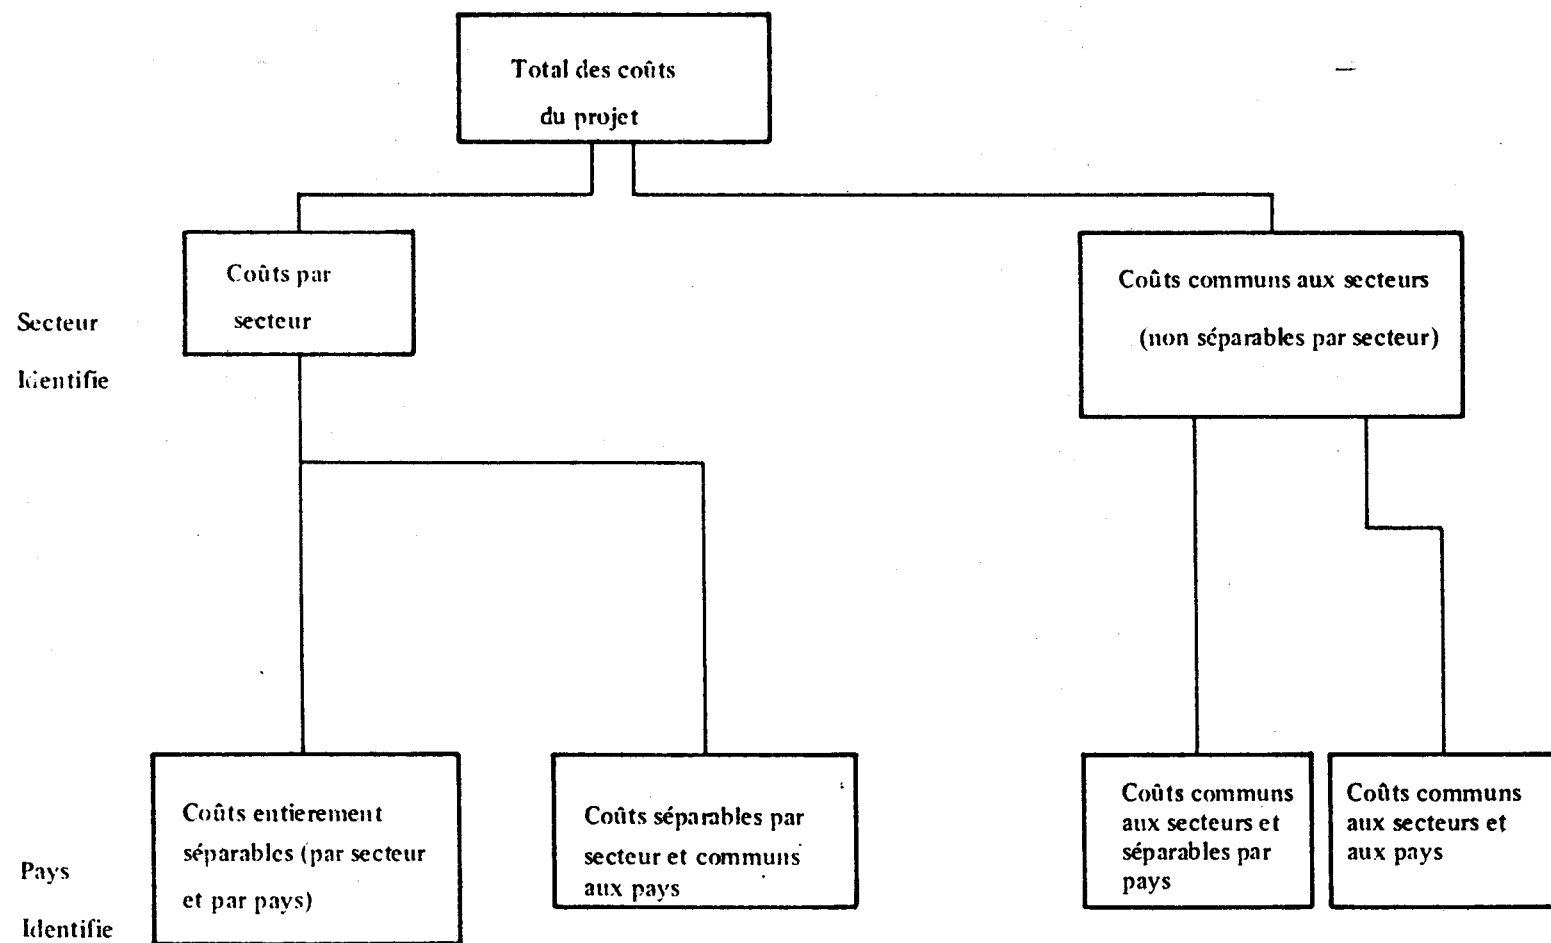 Total des coûts
du projet
Coûts par
secteur
Coûts communs aux secteurs
(non séparables par secteur)
Secteur
Identifie
Coûts entierement
séparables (par secteur
et par pays)
Coûts séparables par
secteur et communs
aux pays
Coûts communs
aux secteurs et
séparables par
pays
Coûts communs
aux secteurs et
aux pays
Pays
Identifie